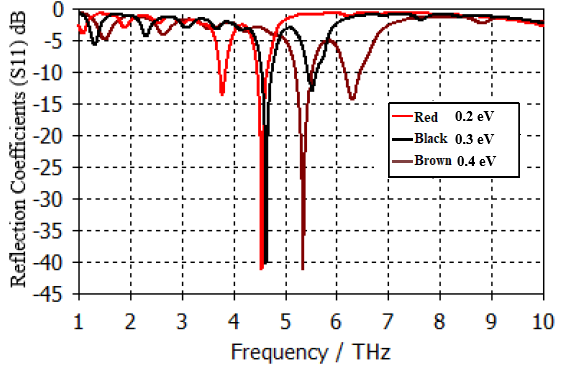 Reflection Coefficients (S11) dB
0
-5
-10
-15
-20
-25
-30
-35
-40
-45
Red 0.2 eV
Black 0.3 eV
Brown 0.4 eV
1 2 3 4 5 6 7 8 9 10
Frequency / THz